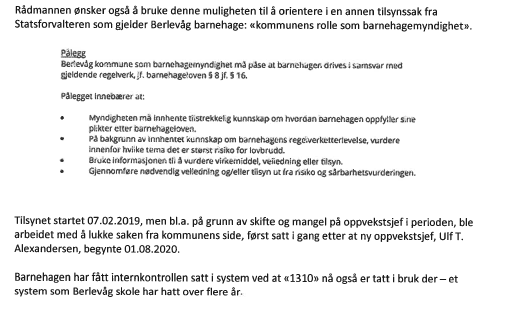 Rådmannen ønsker også å bruke denne muligheten til å orientere i en annen tilsynssak fra
Statsforvalteren som gjelder Berlevåg barnehage: «kommunens rolle som barnehagemyndighet».
Pålegg
Berlevåg kommune som barnehagemyndighet må påse at barnehagen drives i samsvar med
gjeldende regelverk, jf. barnehageloven § 8 jf. § 16.
Pålegget innebærer at:
• Myndigheten må innhente tilstrekkelig kunnskap om hvordan barnehagen oppfyller sine
plikter etter barnehageloven.
• På bakgrunn av innhentet kunnskap om barnehagens regelverketterlevelse, vurdere
innenfor hvilke tema det er størst risiko for lovbrudd.
• Bruke informasjonen til å vurdere virkemiddel, veiledning eller tilsyn.
• Gjennomføre nødvendig veiledning og/eller tilsyn ut fra risiko og sårbarhetsvurderingen.
Tilsynet startet 07.02.2019, men bl.a. på grunn av skifte og mangel på oppvekstsjef i perioden, ble
arbeidet med å lukke saken fra kommunens side, først satt i gang etter at ny oppvekstsjef, Ulf T.
Alexandersen, begynte 01.08.2020.
Barnehagen har fått internkontrollen satt i system ved at «1310» nå også er tatt i bruk der – et
system som Berlevåg skole har hatt over flere år.